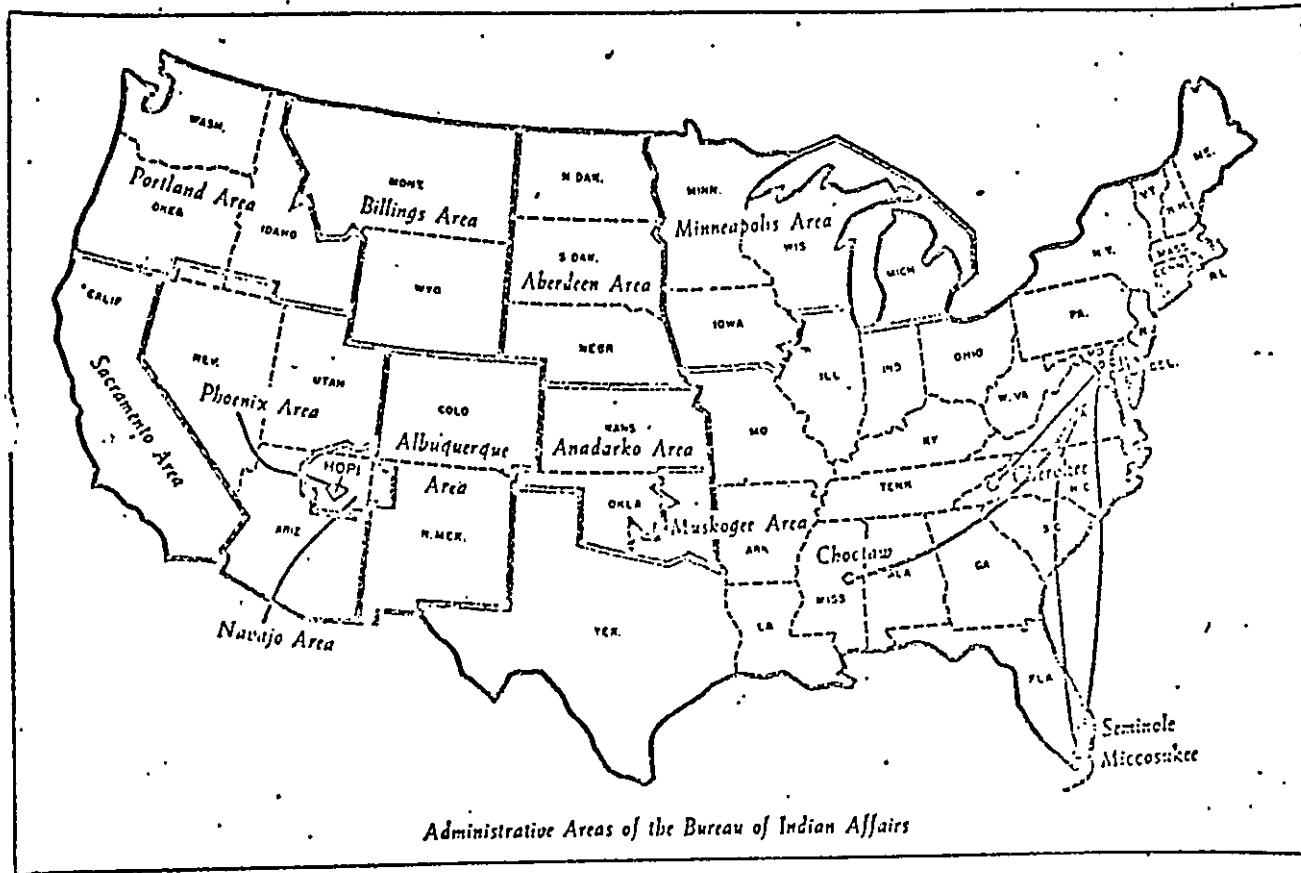 WASH.
Portland Area
OREG
IDAHO
MONT.
Billings Area
WYO
N DAK.
S DAK.
Aberdeen Area
NEBR
MINN.
Minneapolis Area
WIS
MICH
IOWA
CALIF
Sacramento Area
NEV.
UTAH
Phoenix Area
COLO
Albuquerque
Area
KANS
Anadarko Area
HOPI
ARIZ
N.MEX.
OKLA
Muskogee Area
Navajo Area
TEX.
MO
ARK
LA
ILL
IND
OHIO
KY
TENN
W. VA
PA.
N.Y.
VT.
N.H.
ME.
MASS
R.I.
DEL.
Cherokee
N C
S C
GA
ALA
MISS
Choctaw
FLA
Seminole
Miccosukee
Administrative Areas of the Bureau of Indian Affairs